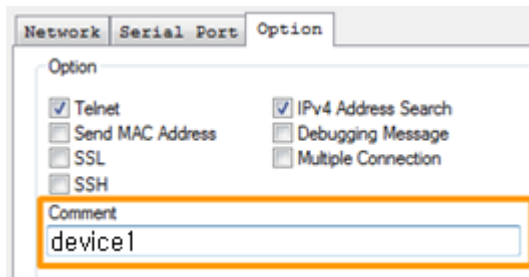 Network Serial Port Option
Option
Telnet IPv4 Address Search
Send MAC Address Debugging Message
SSL Multiple Connection
SSH
Comment
device1